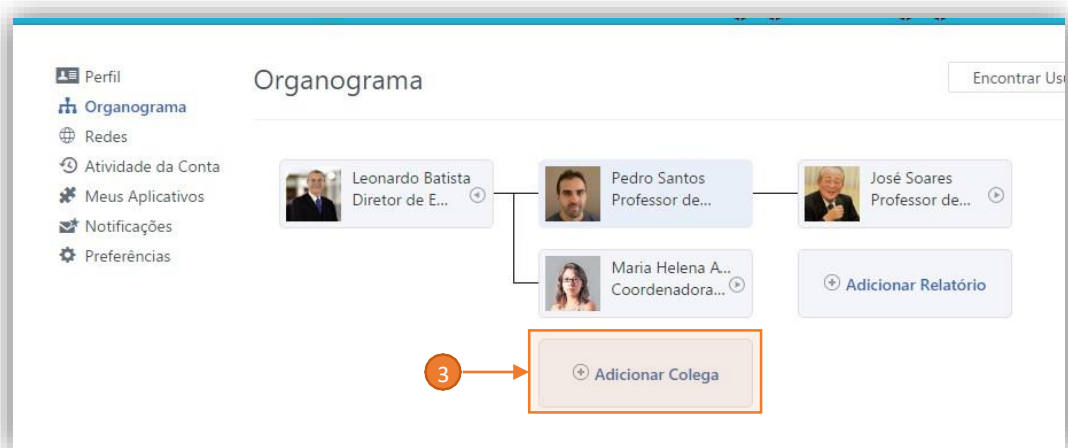 Perfil
Organograma
Redes
Atividade da Conta
Meus Aplicativos
Notificações
Preferências
Organograma
Encontrar Usu
Leonardo Batista
Diretor de E...
Pedro Santos
Professor de...
José Soares
Professor de...
Maria Helena A...
Coordenadora...
Adicionar Relatório
3
Adicionar Colega